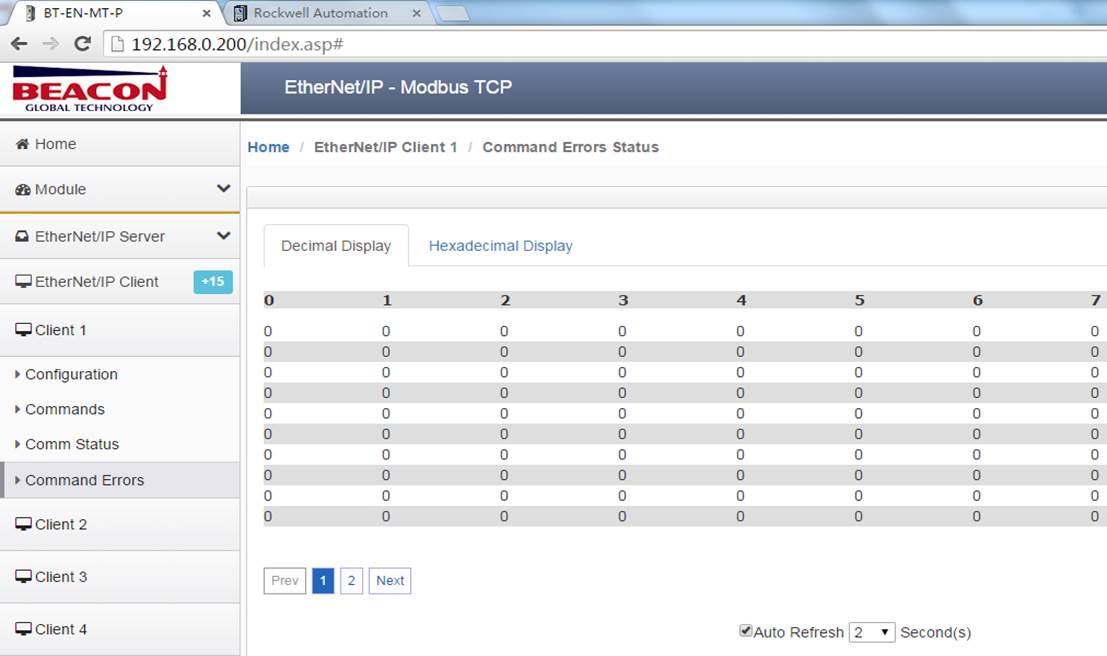 BT-EN-MT-P × Rockwell Automation ×
192.168.0.200/index.asp#
BEACON
GLOBAL TECHNOLOGY
EtherNet/IP - Modbus TCP
Home
Module
EtherNet/IP Server
EtherNet/IP Client +15
Client 1
Configuration
Commands
Comm Status
Command Errors
Client 2
Client 3
Client 4
Home / EtherNet/IP Client 1 / Command Errors Status
Decimal Display Hexadecimal Display
0 1 2 3 4 5 6 7
0 0 0 0 0 0 0 0
0 0 0 0 0 0 0 0
0 0 0 0 0 0 0 0
0 0 0 0 0 0 0 0
0 0 0 0 0 0 0 0
0 0 0 0 0 0 0 0
0 0 0 0 0 0 0 0
0 0 0 0 0 0 0 0
0 0 0 0 0 0 0 0
0 0 0 0 0 0 0 0
Prev 1 2 Next
Auto Refresh 2 Second(s)